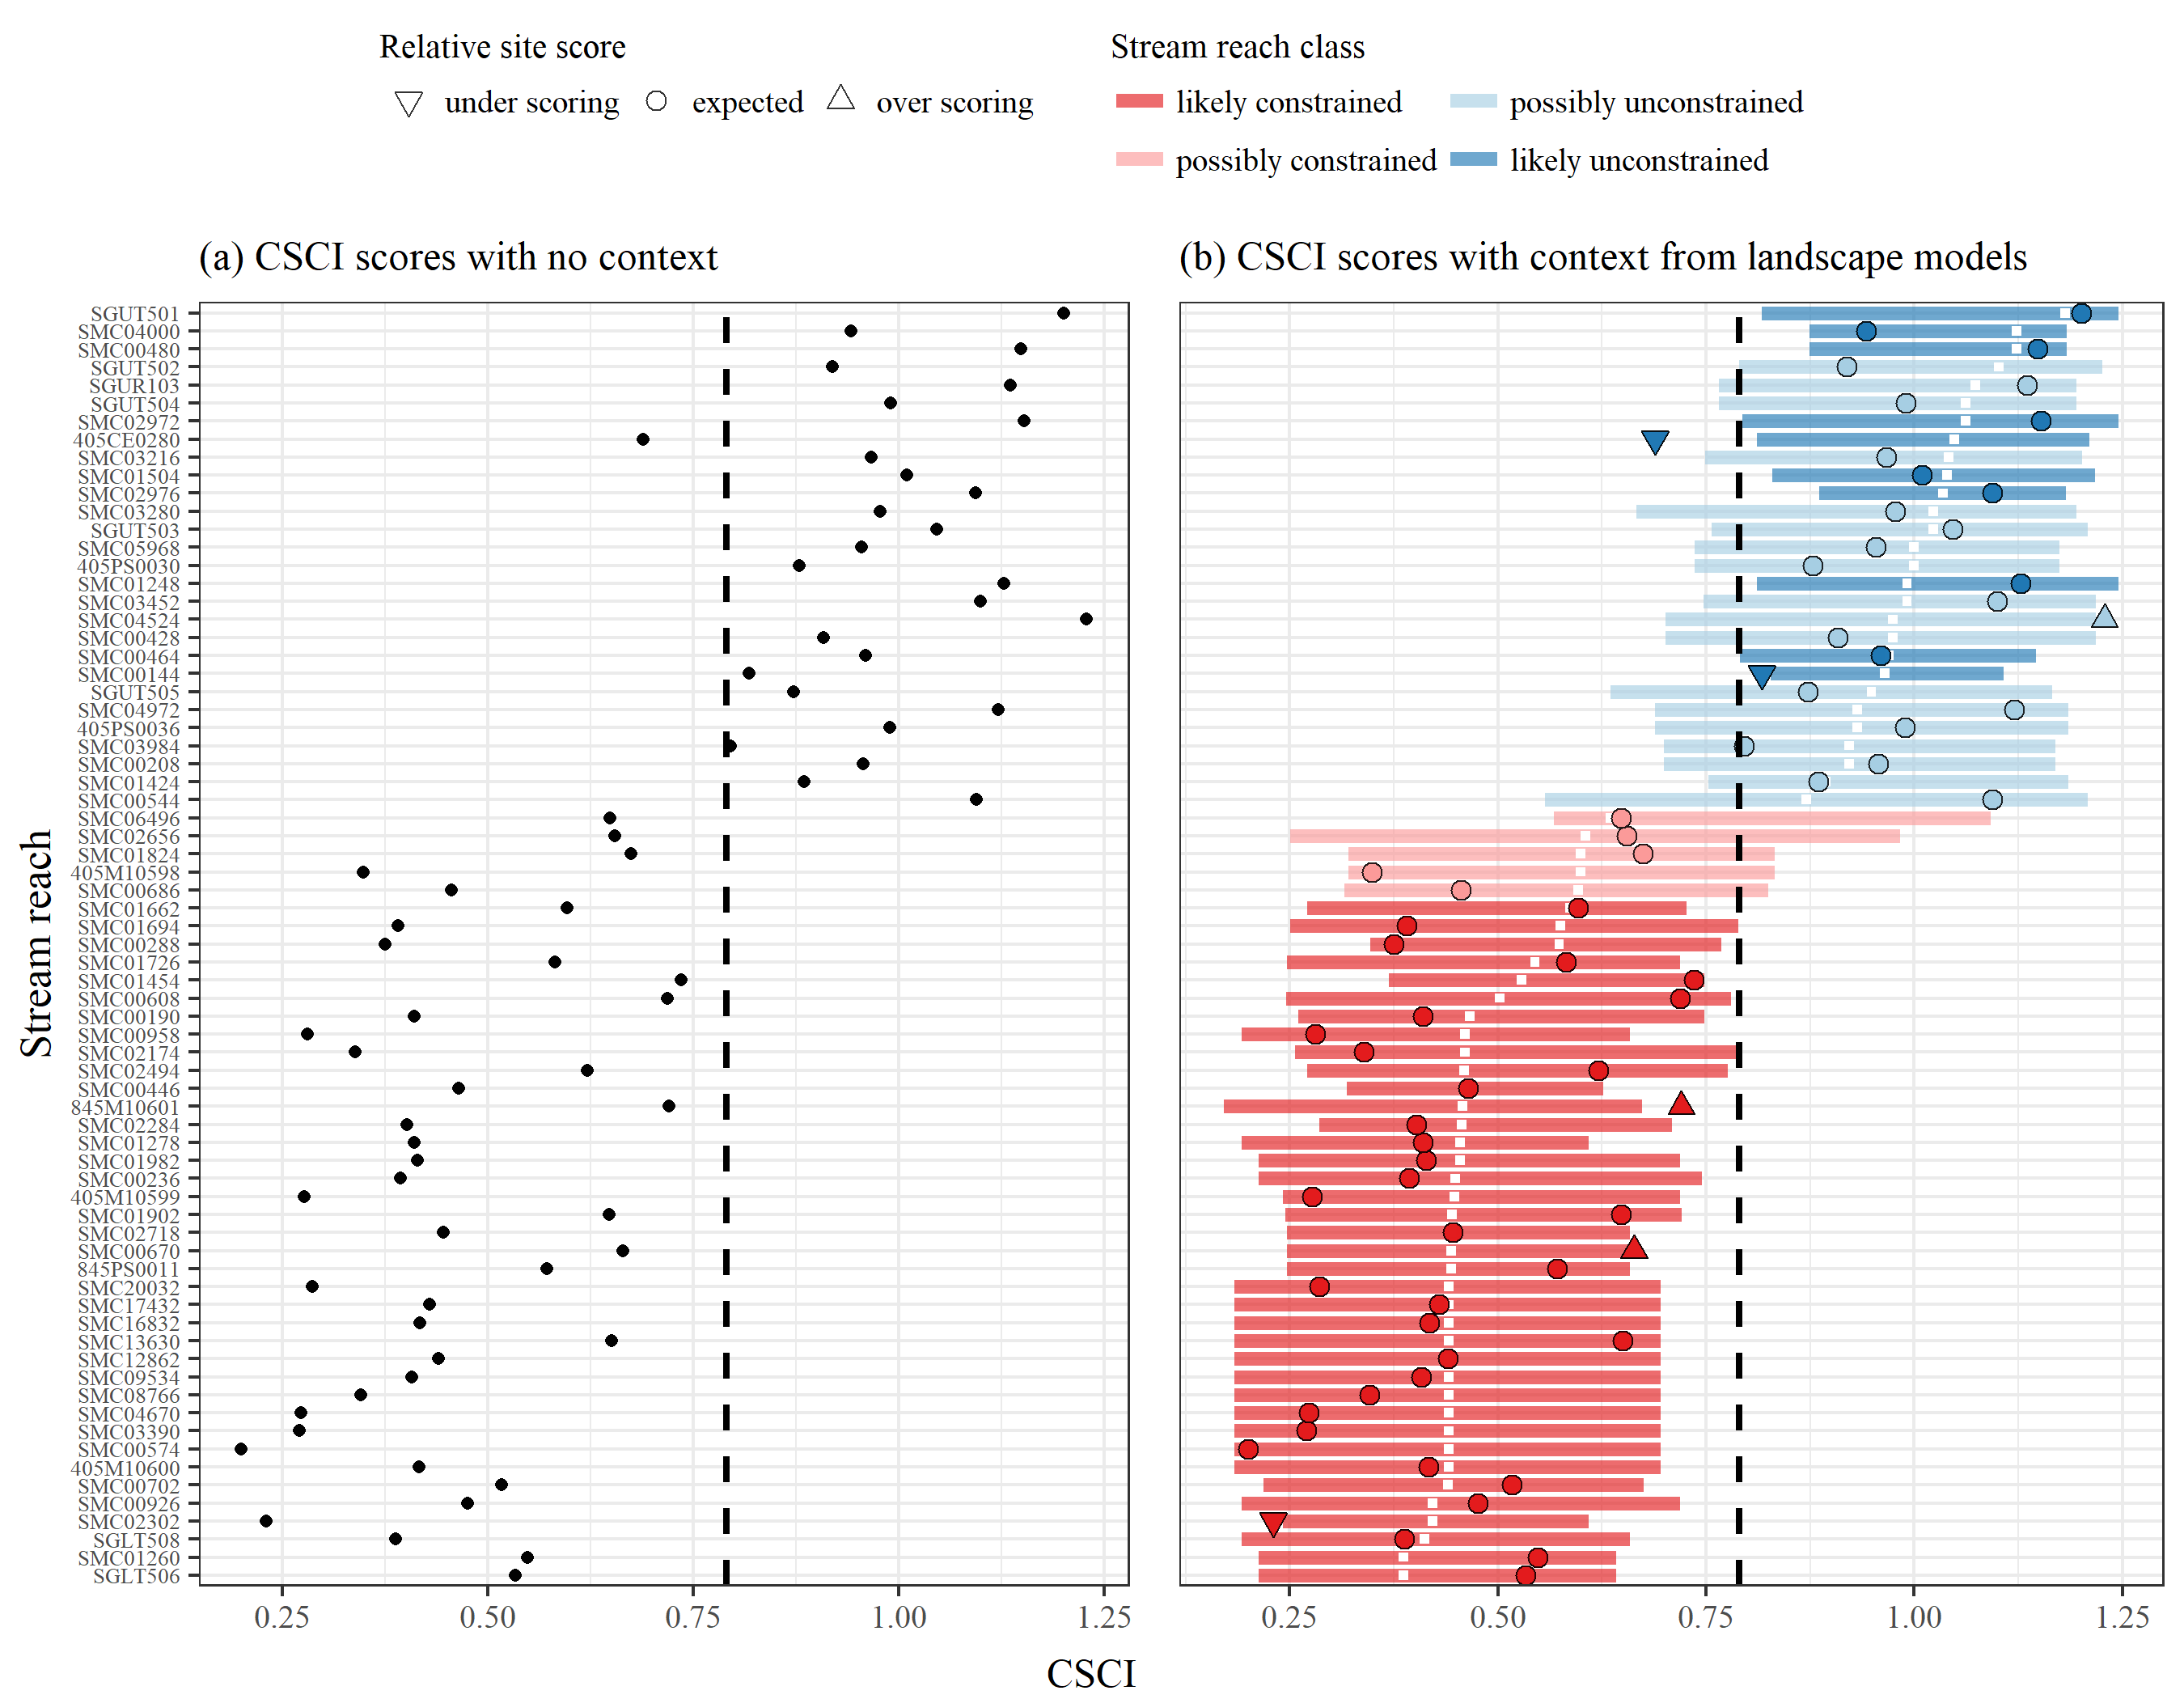 Relative site score
under scoring expected over scoring
Stream reach class
likely constrained possibly unconstrained
possibly constrained likely unconstrained
(a) CSCI scores with no context
(b) CSCI scores with context from landscape models
Stream reach
SGUT501
SMC04000
SMC00480
SGUT502
SGUR103
SGUT504
SMC02972
405CE0280
SMC03216
SMC01504
SMC02976
SMC03280
SGUT503
SMC05968
405PS0030
SMC01248
SMC03452
SMC04524
SMC00428
SMC00464
SMC00144
SGUT505
SMC04972
405PS0036
SMC03984
SMC00208
SMC01424
SMC00544
SMC06496
SMC02656
SMC01824
405M10598
SMC00686
SMC01662
SMC01694
SMC00288
SMC01726
SMC01454
SMC00608
SMC00190
SMC00958
SMC02174
SMC02494
SMC00446
845M10601
SMC02284
SMC01278
SMC01982
SMC00236
405M10599
SMC01902
SMC02718
SMC00670
845PS0011
SMC20032
SMC17432
SMC16832
SMC13630
SMC12862
SMC09534
SMC08766
SMC04670
SMC03390
SMC00574
405M10600
SMC00702
SMC00926
SMC02302
SGLT508
SMC01260
SGLT506
0.25 0.50 0.75 1.00 1.25
0.25 0.50 0.75 1.00 1.25
CSCI